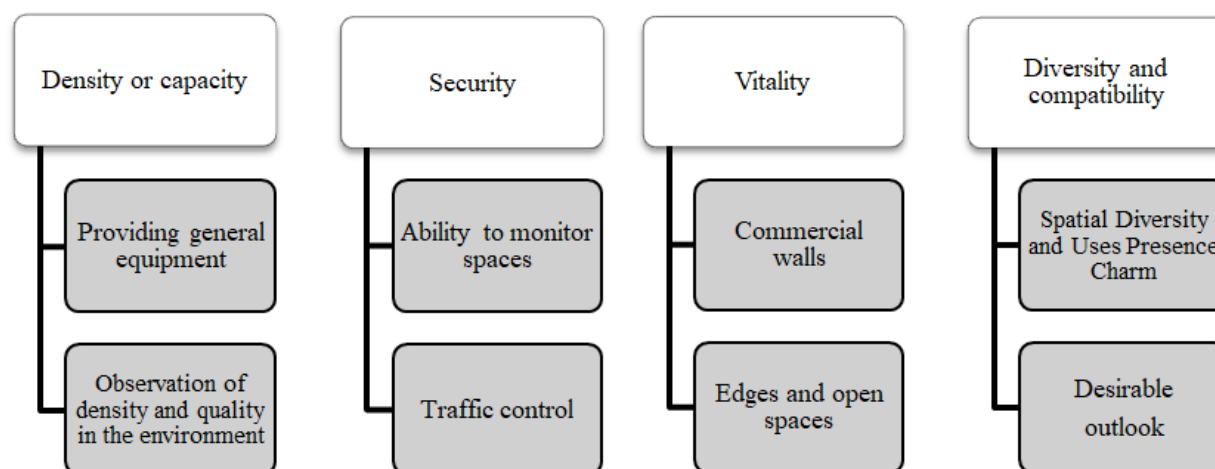 Density or capacity
Providing general
equipment
Observation of
density and quality
in the environment
Security
Ability to monitor
spaces
Traffic control
Vitality
Commercial
walls
Edges and open
spaces
Diversity and
compatibility
Spatial Diversity
and Uses Presence
Charm
Desirable
outlook